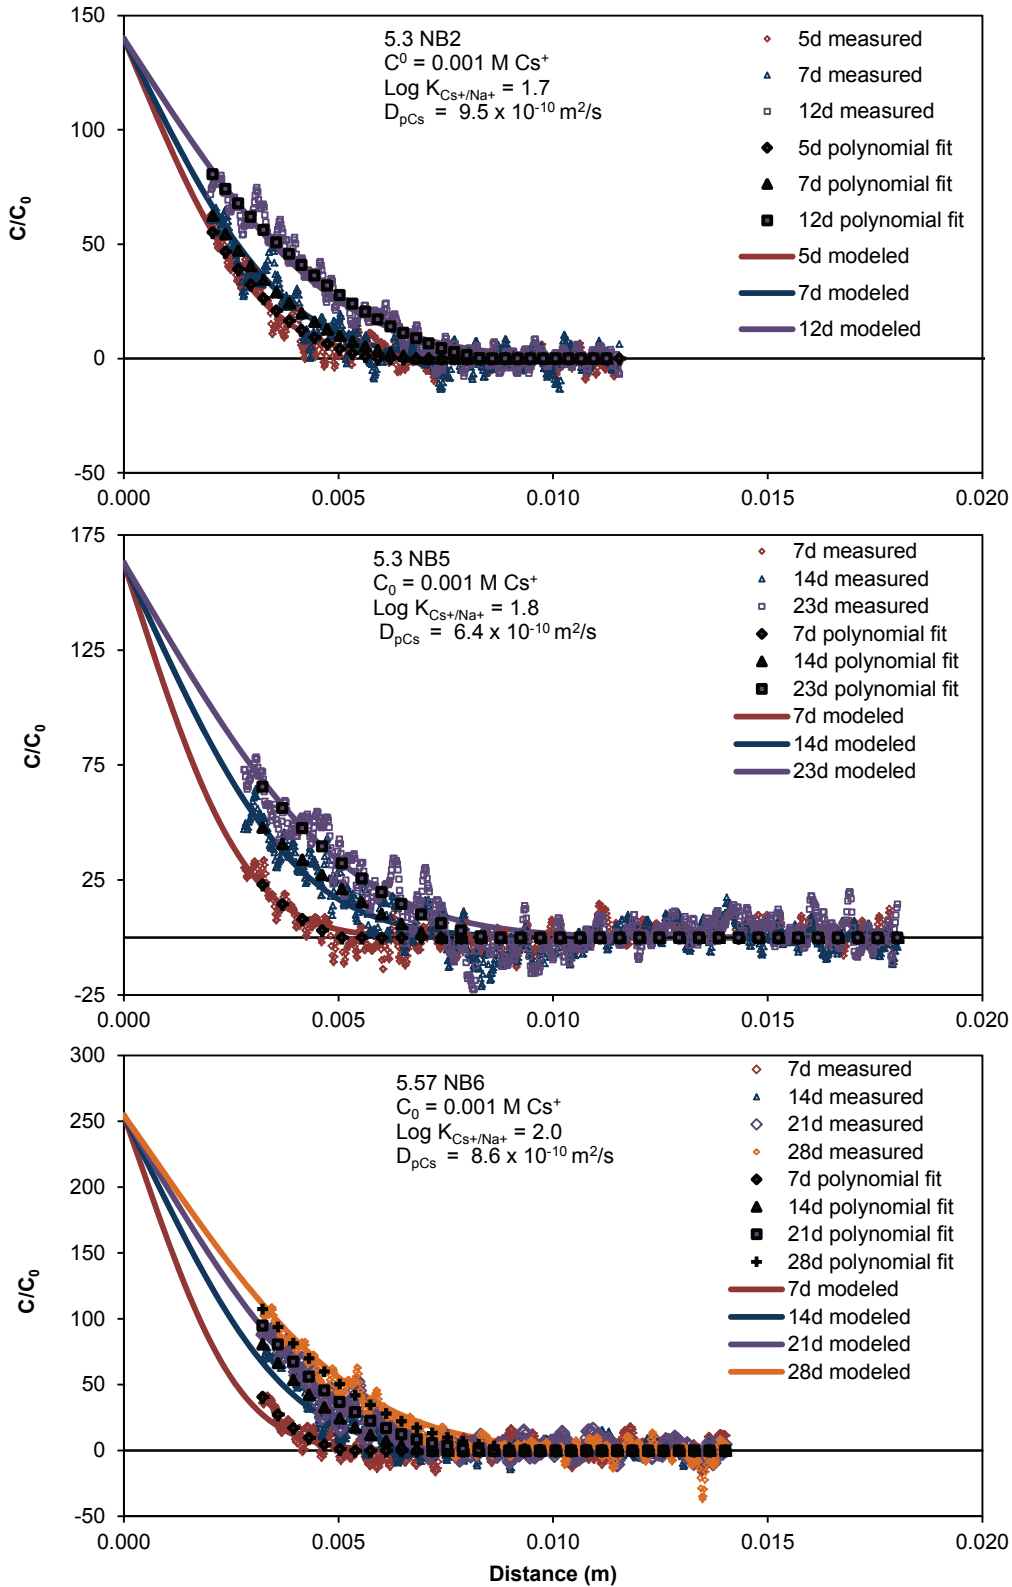 150
100
50
0
-50
0.000
0.005
0.010
0.015
0.020
C/C₀
5.3 NB2
C⁰ = 0.001 M Cs⁺
Log K_Cs+/Na+ = 1.7
D_pCs = 9.5 x 10⁻¹⁰ m²/s
5d measured
7d measured
12d measured
5d polynomial fit
7d polynomial fit
12d polynomial fit
5d modeled
7d modeled
12d modeled
175
125
75
25
-25
0.000
0.005
0.010
0.015
0.020
C/C₀
5.3 NB5
C₀ = 0.001 M Cs⁺
Log K_Cs+/Na+ = 1.8
D_pCs = 6.4 x 10⁻¹⁰ m²/s
7d measured
14d measured
23d measured
7d polynomial fit
14d polynomial fit
23d polynomial fit
7d modeled
14d modeled
23d modeled
300
250
200
150
100
50
0
-50
0.000
0.005
0.010
0.015
0.020
C/C₀
5.57 NB6
C₀ = 0.001 M Cs⁺
Log K_Cs+/Na+ = 2.0
D_pCs = 8.6 x 10⁻¹⁰ m²/s
7d measured
14d measured
21d measured
28d measured
7d polynomial fit
14d polynomial fit
21d polynomial fit
28d polynomial fit
7d modeled
14d modeled
21d modeled
28d modeled
Distance (m)